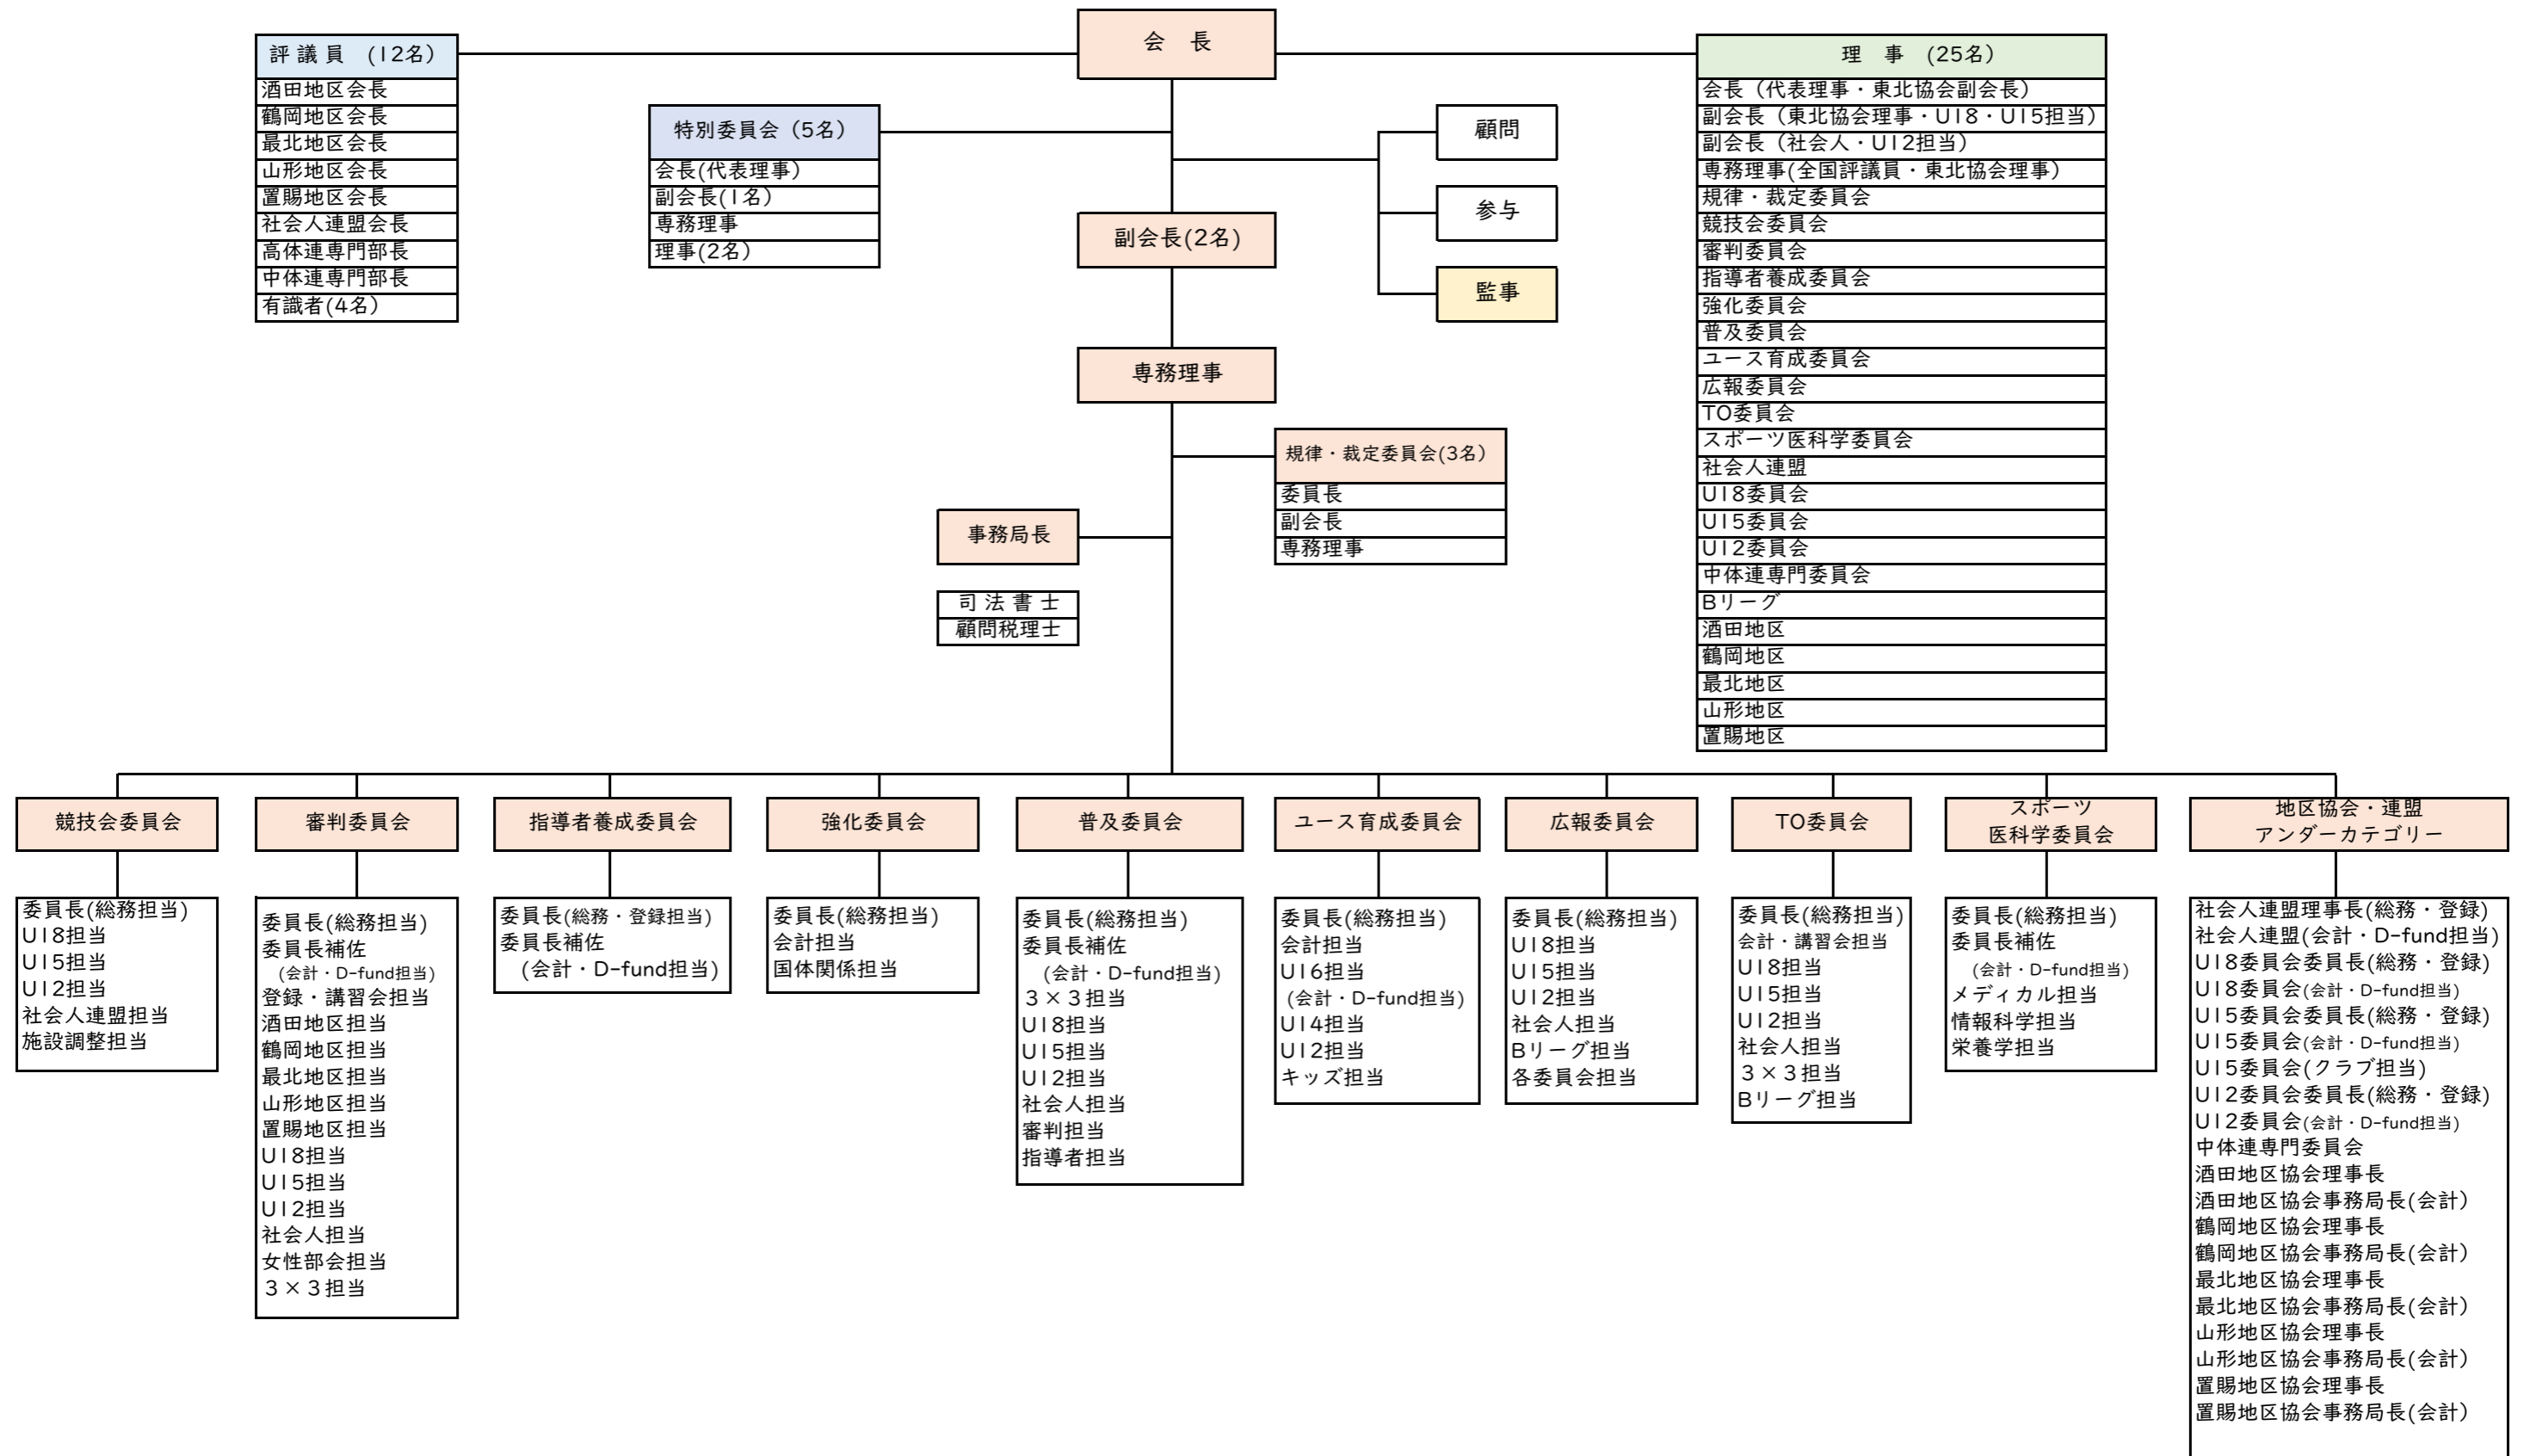 会　長
評 議 員　(12名)
酒田地区会長
鶴岡地区会長
最北地区会長
山形地区会長
置賜地区会長
社会人連盟会長
高体連専門部長
中体連専門部長
有識者(4名)
特別委員会（5名）
会長(代表理事)
副会長(1名)
専務理事
理事(2名)
顧問
参与
監事
副会長(2名)
専務理事
規律・裁定委員会(3名)
委員長
副会長
専務理事
事務局長
司 法 書 士
顧問税理士
理　事　(25名)
会長（代表理事・東北協会副会長）
副会長（東北協会理事・U18・U15担当）
副会長（社会人・U12担当）
専務理事(全国評議員・東北協会理事)
規律・裁定委員会
競技会委員会
審判委員会
指導者養成委員会
強化委員会
普及委員会
ユース育成委員会
広報委員会
TO委員会
スポーツ医科学委員会
社会人連盟
U18委員会
U15委員会
U12委員会
中体連専門委員会
Bリーグ
酒田地区
鶴岡地区
最北地区
山形地区
置賜地区
競技会委員会
委員長(総務担当)
U18担当
U15担当
U12担当
社会人連盟担当
施設調整担当
審判委員会
委員長(総務担当)
委員長補佐
(会計・D-fund担当)
登録・講習会担当
酒田地区担当
鶴岡地区担当
最北地区担当
山形地区担当
置賜地区担当
U18担当
U15担当
U12担当
社会人担当
女性部会担当
３×３担当
指導者養成委員会
委員長(総務・登録担当)
委員長補佐
(会計・D-fund担当)
強化委員会
委員長(総務担当)
会計担当
国体関係担当
普及委員会
委員長(総務担当)
委員長補佐
(会計・D-fund担当)
３×３担当
U18担当
U15担当
U12担当
社会人担当
審判担当
指導者担当
ユース育成委員会
委員長(総務担当)
会計担当
U16担当
(会計・D-fund担当)
U14担当
U12担当
キッズ担当
広報委員会
委員長(総務担当)
U18担当
U15担当
U12担当
社会人担当
Bリーグ担当
各委員会担当
TO委員会
委員長(総務担当)
会計・講習会担当
U18担当
U15担当
U12担当
社会人担当
３×３担当
Bリーグ担当
スポーツ
医科学委員会
委員長(総務担当)
委員長補佐
(会計・D-fund担当)
メディカル担当
情報科学担当
栄養学担当
地区協会・連盟
アンダーカテゴリー
社会人連盟理事長(総務・登録)
社会人連盟(会計・D-fund担当)
U18委員会委員長(総務・登録)
U18委員会(会計・D-fund担当)
U15委員会委員長(総務・登録)
U15委員会(会計・D-fund担当)
U15委員会(クラブ担当)
U12委員会委員長(総務・登録)
U12委員会(会計・D-fund担当)
中体連専門委員会
酒田地区協会理事長
酒田地区協会事務局長(会計)
鶴岡地区協会理事長
鶴岡地区協会事務局長(会計)
最北地区協会理事長
最北地区協会事務局長(会計)
山形地区協会理事長
山形地区協会事務局長(会計)
置賜地区協会理事長
置賜地区協会事務局長(会計)